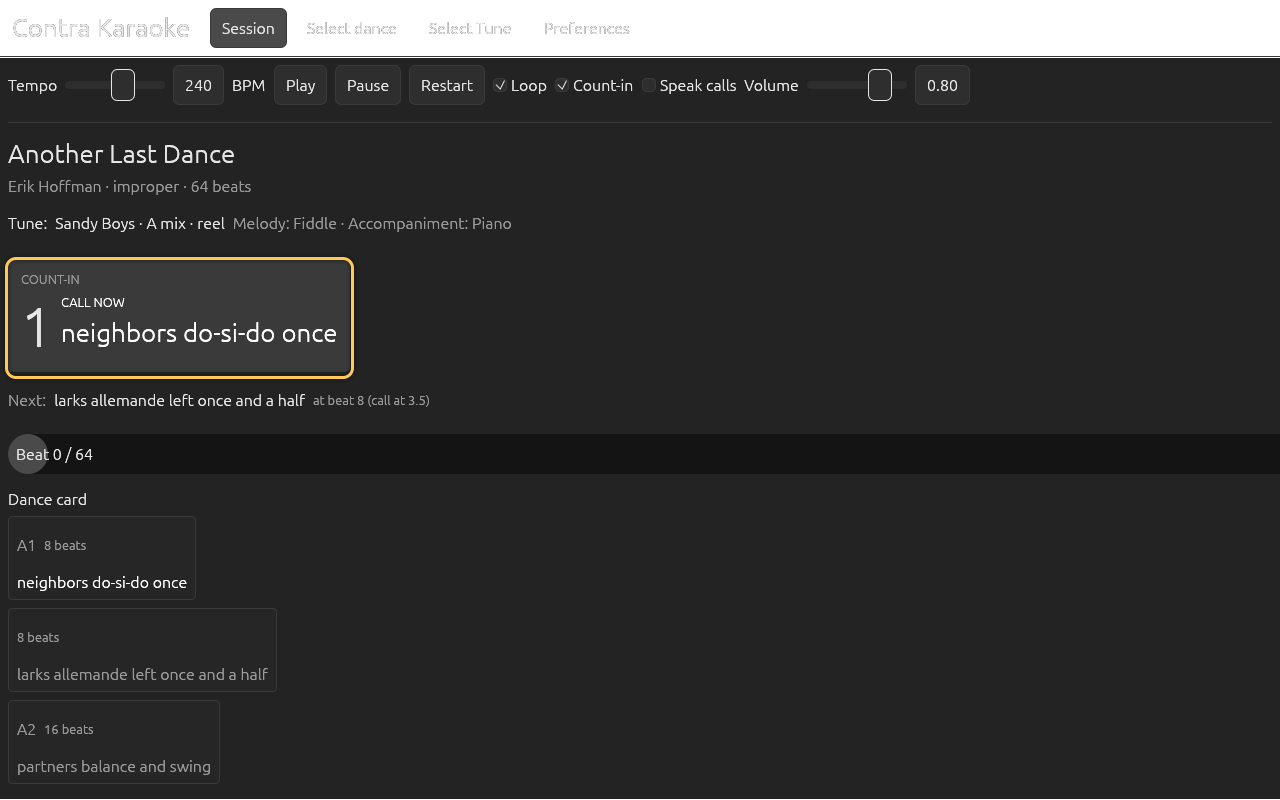 Contra Karaoke Session Select dance Select Tune Preferences
Tempo 240 BPM Play Pause Restart Loop Count-in Speak calls Volume 0.80
Another Last Dance
Erik Hoffman · improper · 64 beats
Tune: Sandy Boys · A mix · reel Melody: Fiddle · Accompaniment: Piano
COUNT-IN
1 CALL NOW
neighbors do-si-do once
Next: larks allemande left once and a half at beat 8 (call at 3.5)
Beat 0 / 64
Dance card
A1 8 beats
neighbors do-si-do once
8 beats
larks allemande left once and a half
A2 16 beats
partners balance and swing